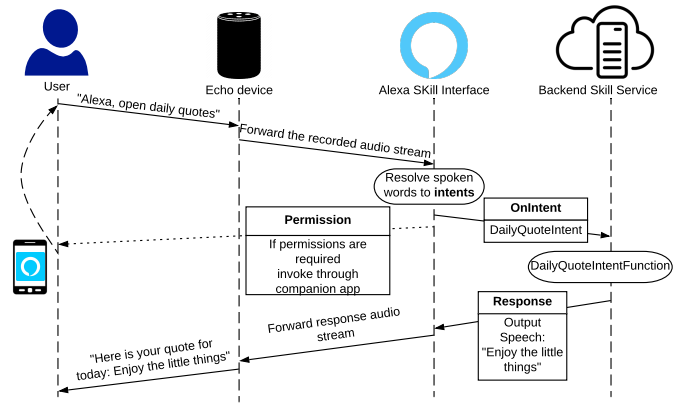 User
Echo device
Alexa SKill Interface
Backend Skill Service
"Alexa, open daily quotes"
Forward the recorded audio stream
Resolve spoken
words to intents
OnIntent
DailyQuoteIntent
Permission
If permissions are
required
invoke through
companion app
DailyQuoteIntentFunction
Response
Output
Speech:
"Enjoy the little
things"
Forward response audio
stream
"Here is your quote for
today: Enjoy the little things"